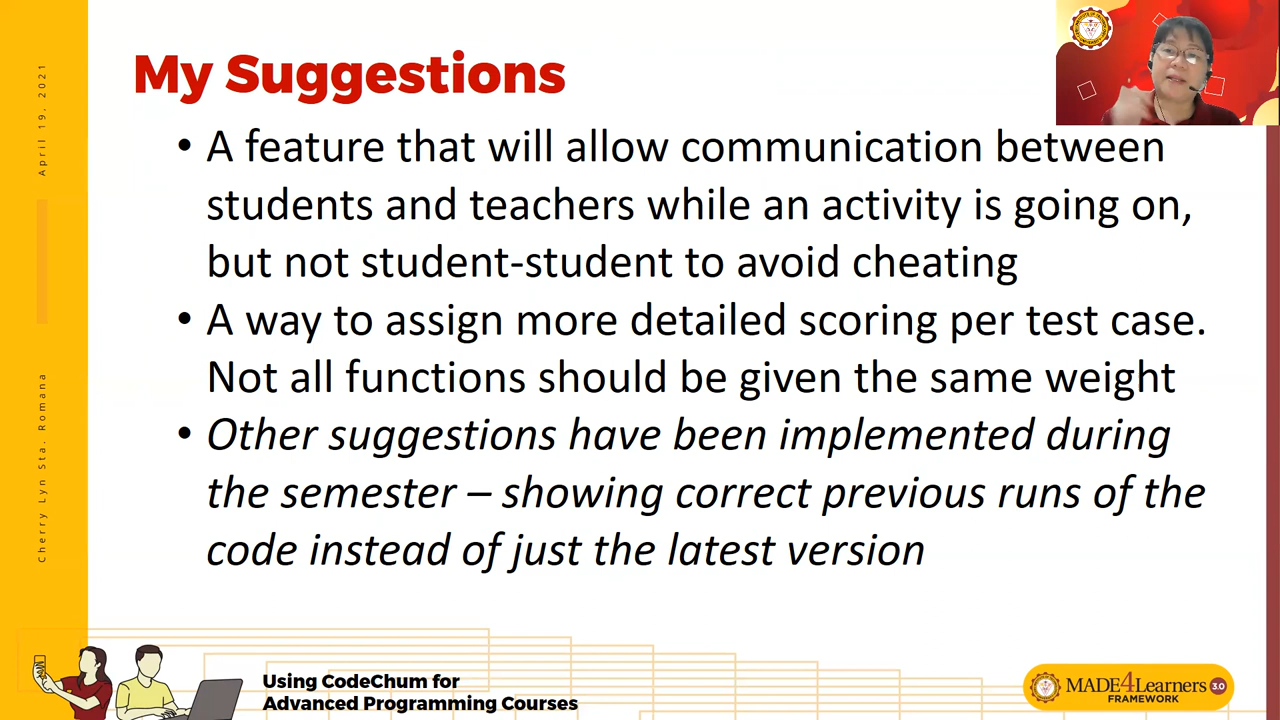 My Suggestions
• A feature that will allow communication between
students and teachers while an activity is going on,
but not student-student to avoid cheating
• A way to assign more detailed scoring per test case.
Not all functions should be given the same weight
• Other suggestions have been implemented during
the semester – showing correct previous runs of the
code instead of just the latest version
April 19, 2021
Cherry Lyn Sta. Romana
Using CodeChum for
Advanced Programming Courses
MADE4Learners 3.0
FRAMEWORK